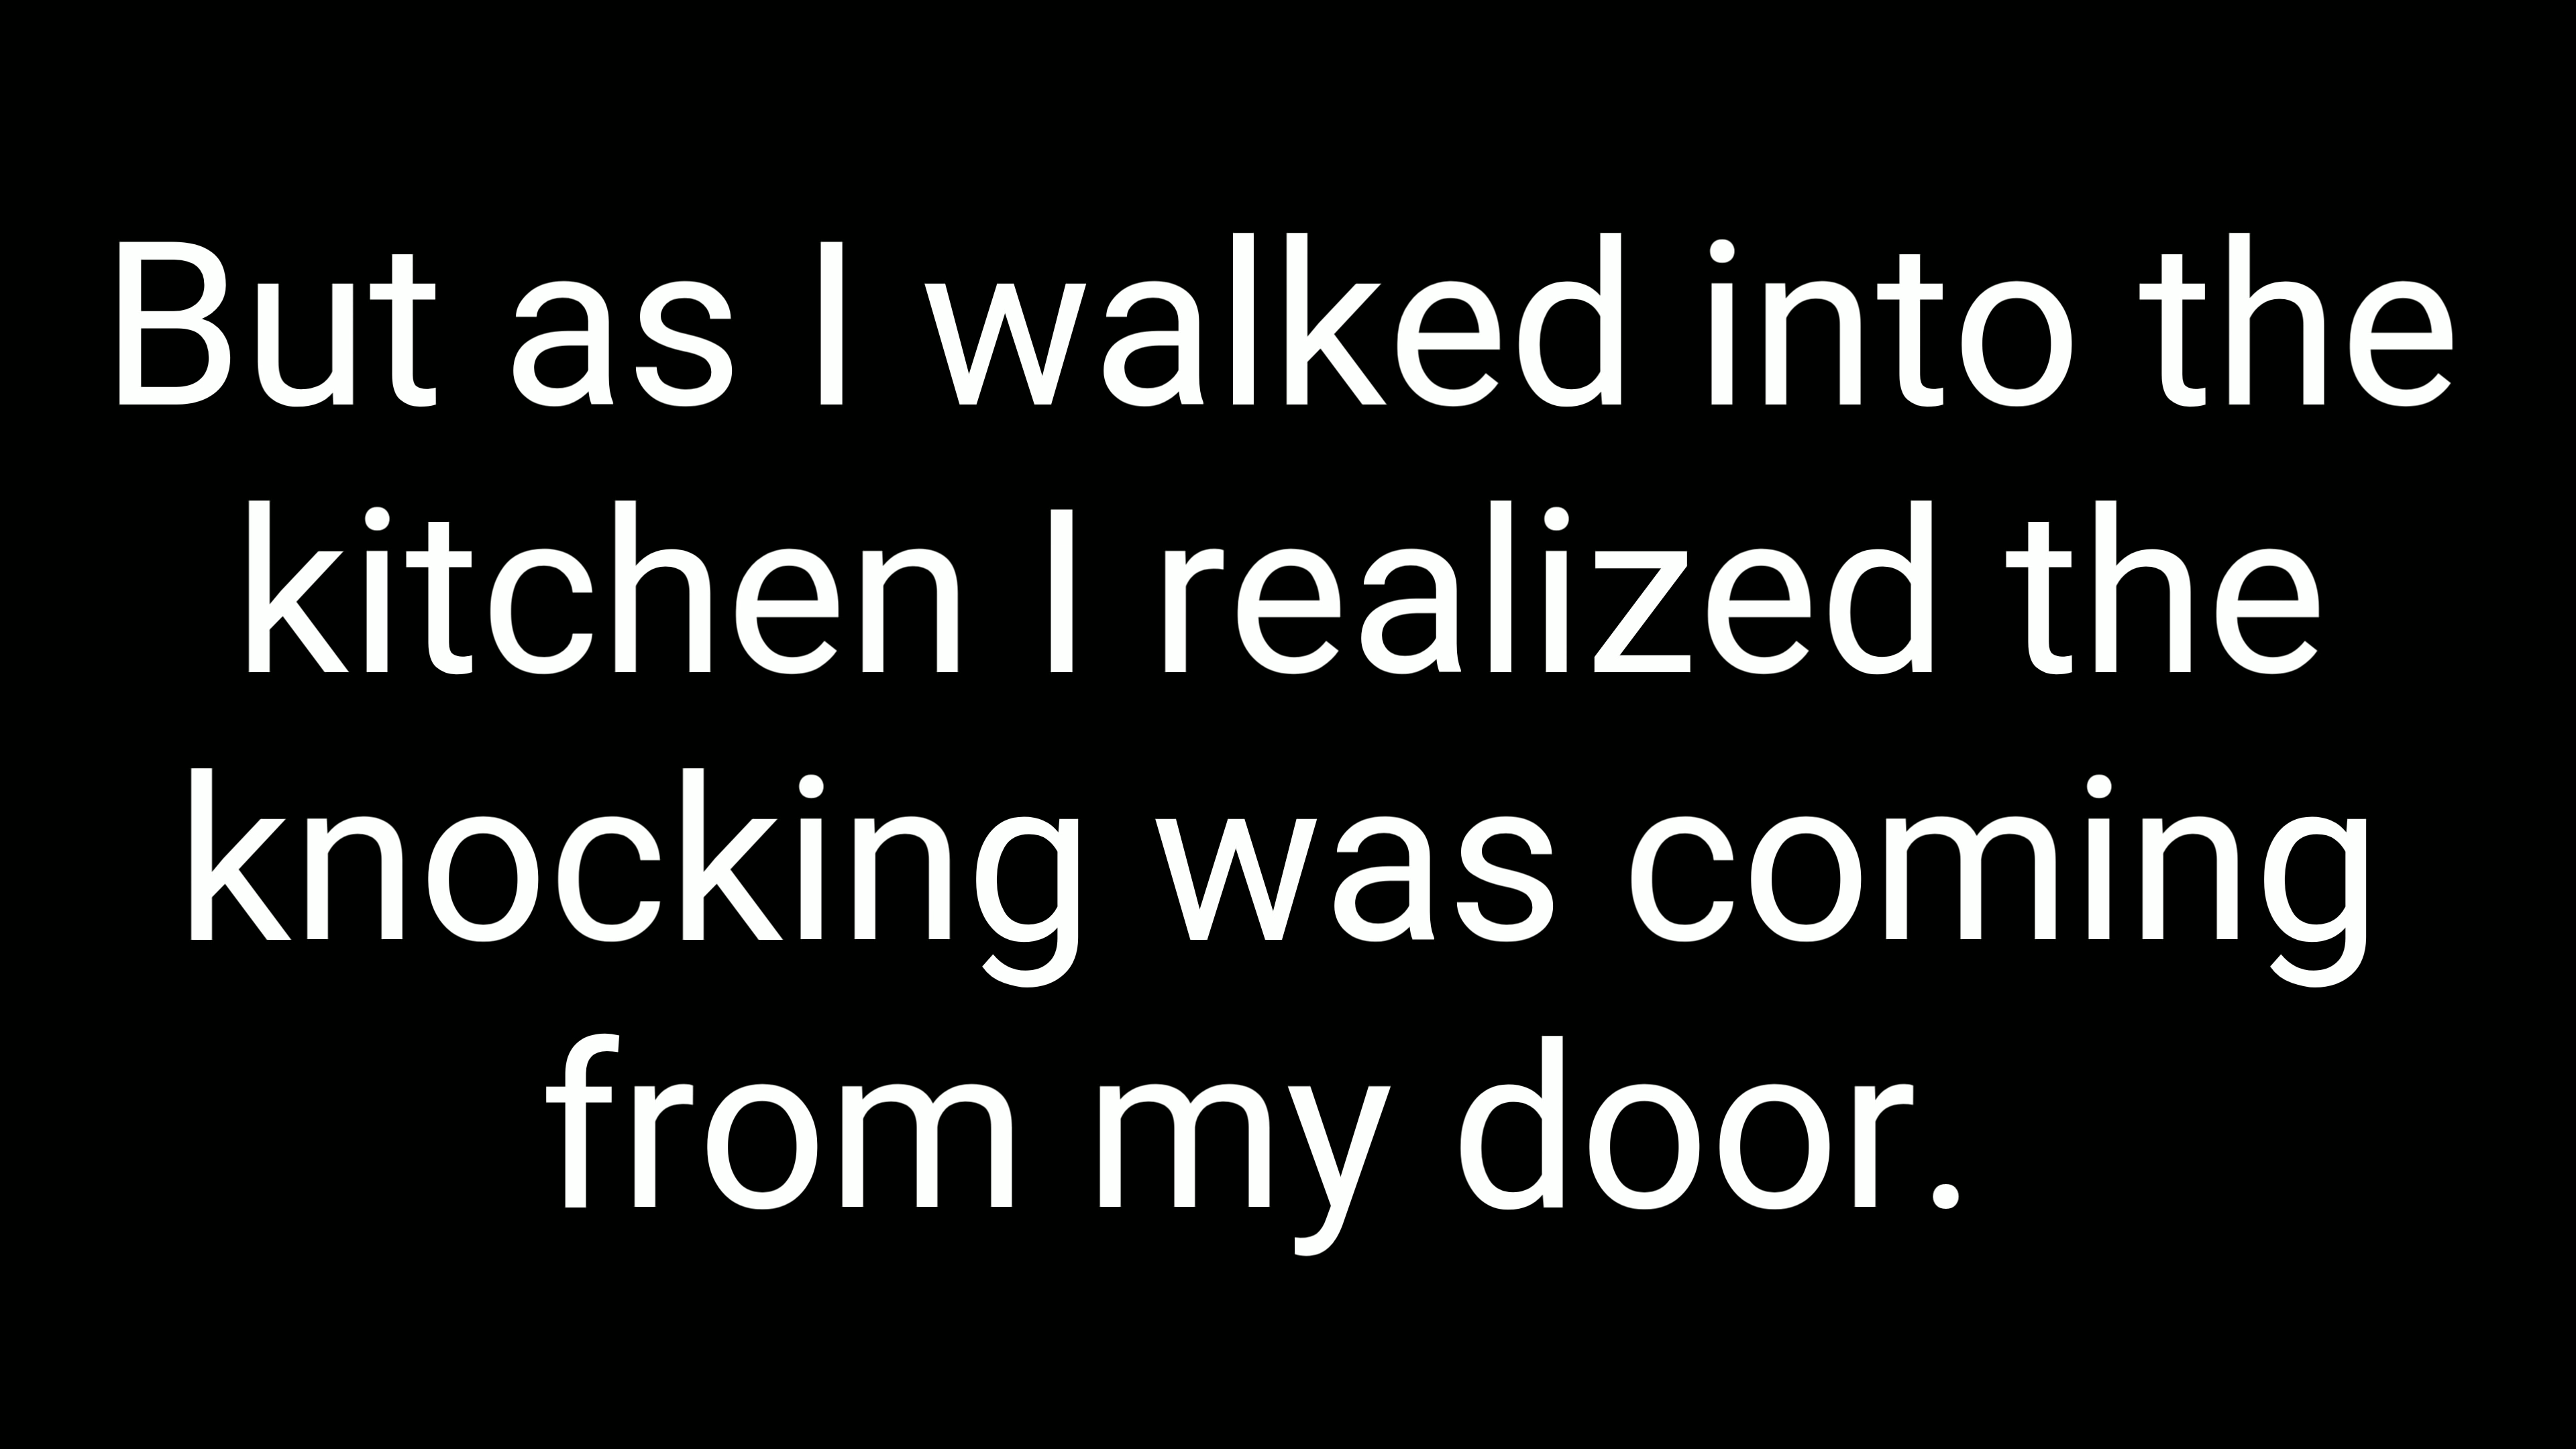 But as I walked into the
kitchen I realized the
knocking was coming
from my door.